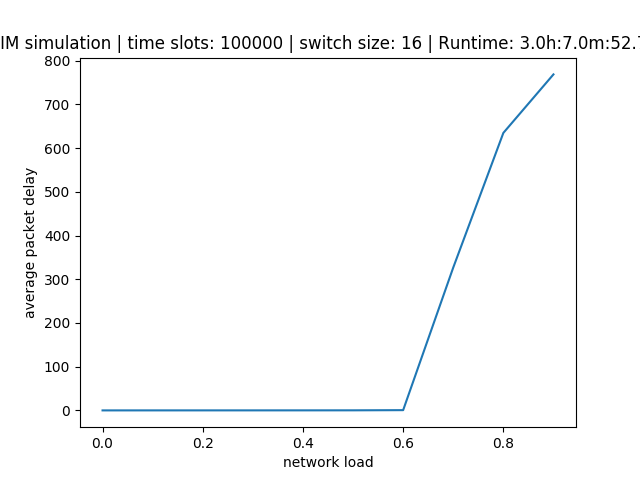 IM simulation | time slots: 100000 | switch size: 16 | Runtime: 3.0h:7.0m:52.
800
700
600
500
400
300
200
100
0
average packet delay
0.0 0.2 0.4 0.6 0.8
network load